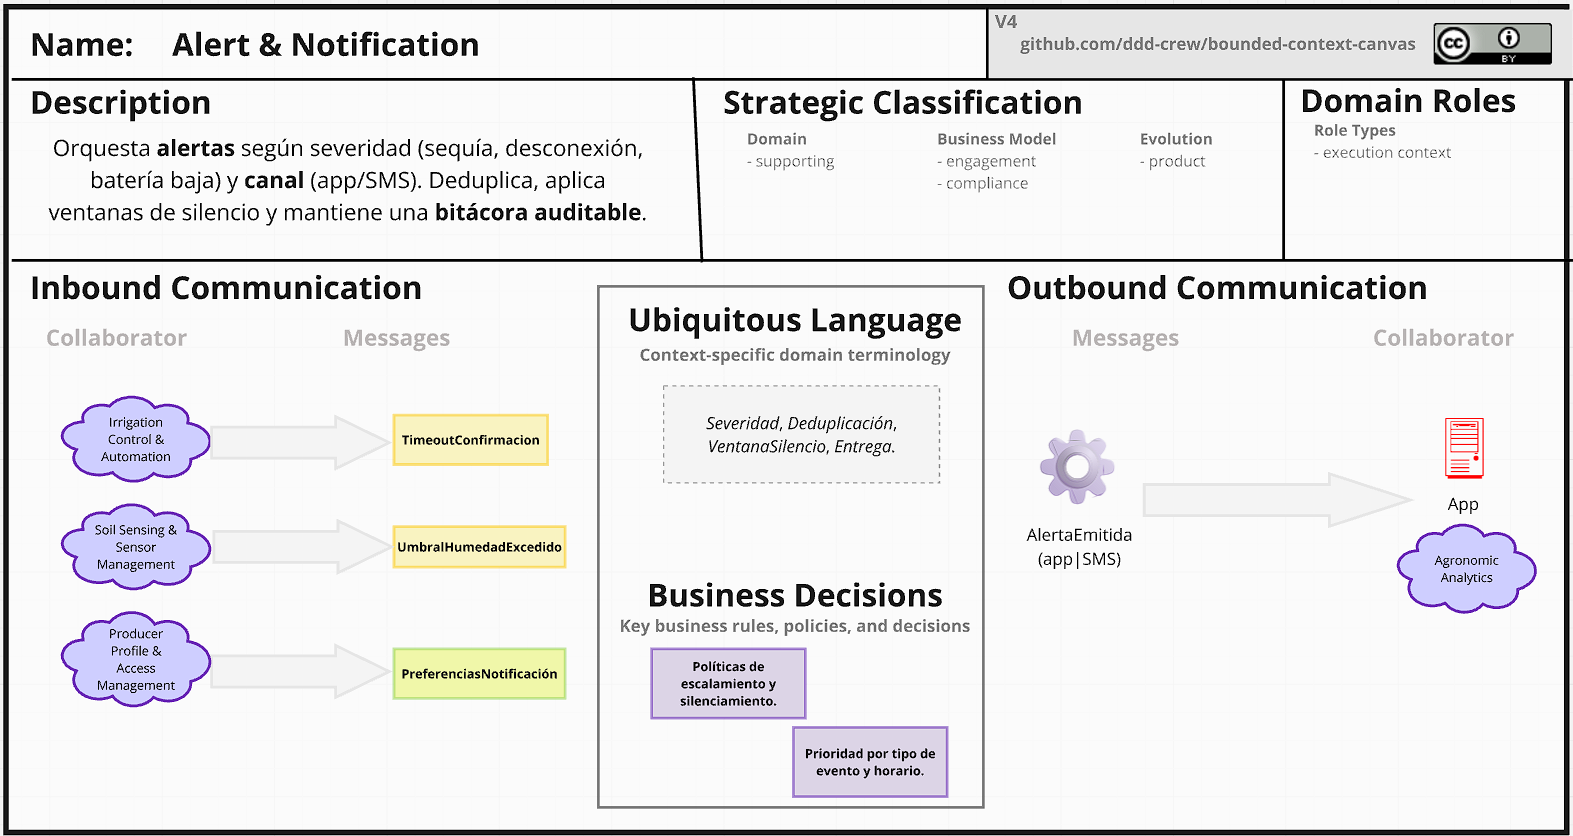 Name: Alert & Notification
V4
github.com/ddd-crew/bounded-context-canvas
cc
BY
Description
Orquesta alertas según severidad (sequía, desconexión,
batería baja) y canal (app/SMS). Deduplica, aplica
ventanas de silencio y mantiene una bitácora auditable.
Strategic Classification
Domain
- supporting
Business Model
- engagement
- compliance
Evolution
- product
Domain Roles
Role Types
- execution context
Inbound Communication
Collaborator
Messages
Irrigation
Control &
Automation
TimeoutConfirmacion
Soil Sensing &
Sensor
Management
UmbralHumedadExcedido
Producer
Profile &
Access
Management
PreferenciasNotificación
Ubiquitous Language
Context-specific domain terminology
Severidad, Deduplicación,
VentanaSilencio, Entrega.
Business Decisions
Key business rules, policies, and decisions
Políticas de
escalamiento y
silenciamiento.
Prioridad por tipo de
evento y horario.
Outbound Communication
Messages
Collaborator
AlertaEmitida
(app|SMS)
App
Agronomic
Analytics